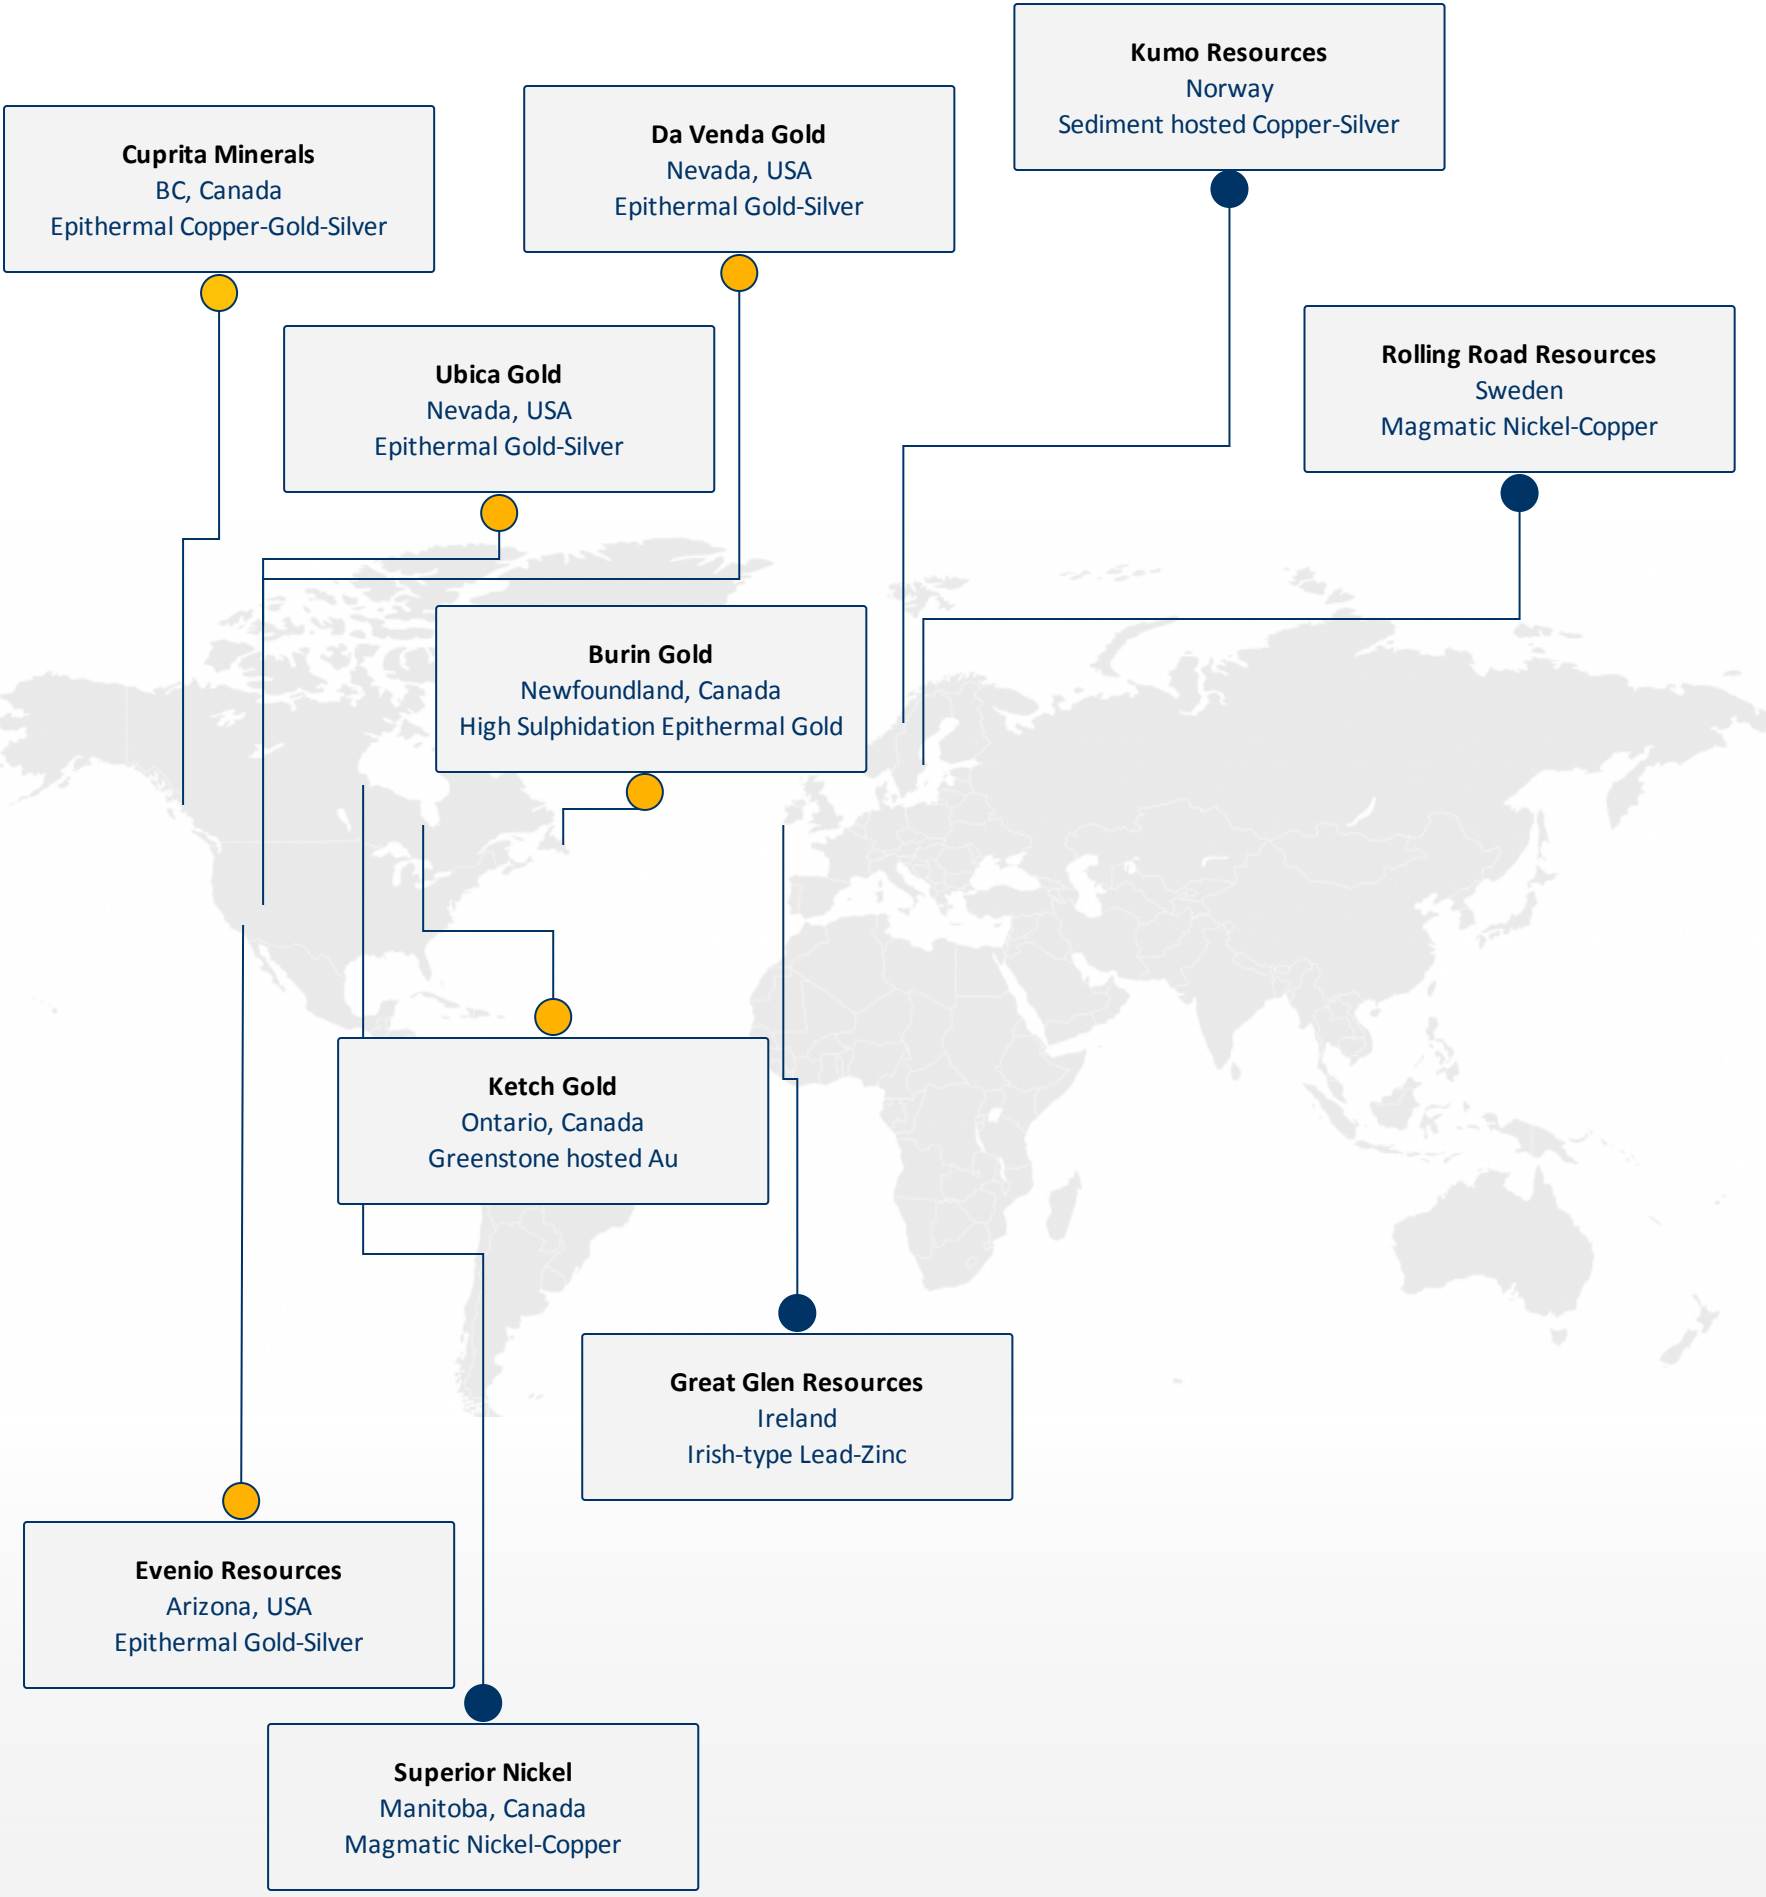 Kumo Resources
Norway
Sediment hosted Copper-Silver
Da Venda Gold
Nevada, USA
Epithermal Gold-Silver
Cuprita Minerals
BC, Canada
Epithermal Copper-Gold-Silver
Rolling Road Resources
Sweden
Magmatic Nickel-Copper
Ubica Gold
Nevada, USA
Epithermal Gold-Silver
Burin Gold
Newfoundland, Canada
High Sulphidation Epithermal Gold
Ketch Gold
Ontario, Canada
Greenstone hosted Au
Great Glen Resources
Ireland
Irish-type Lead-Zinc
Evenio Resources
Arizona, USA
Epithermal Gold-Silver
Superior Nickel
Manitoba, Canada
Magmatic Nickel-Copper